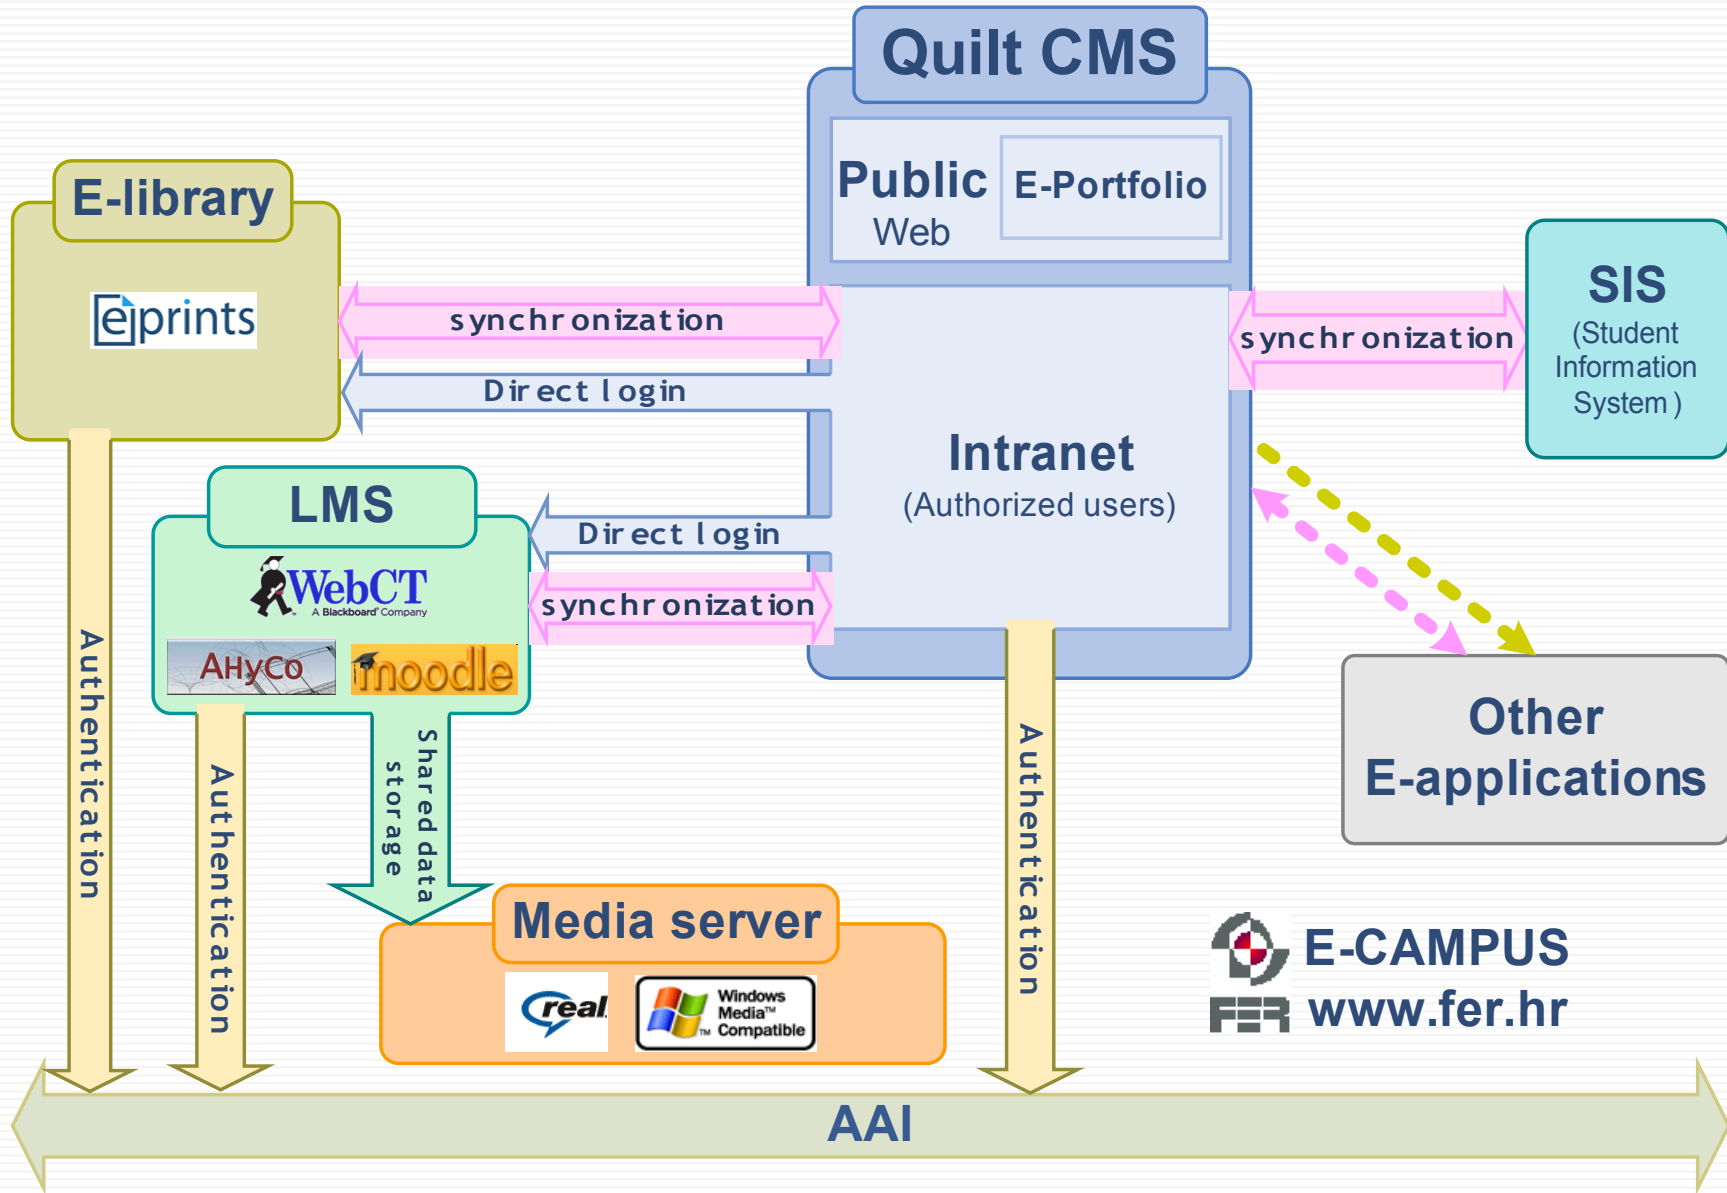 Quilt CMS
Public
Web
E-Portfolio
E-library
eprints
synchronization
Direct login
synchronization
SIS
(Student
Information
System)
Intranet
(Authorized users)
LMS
WebCT
A Blackboard Company
AHyCo
moodle
Direct login
synchronization
Other
E-applications
Authentication
Authentication
Shared data
storage
Authentication
Media server
real
Windows
Media™
Compatible
E-CAMPUS
FER www.fer.hr
AAI